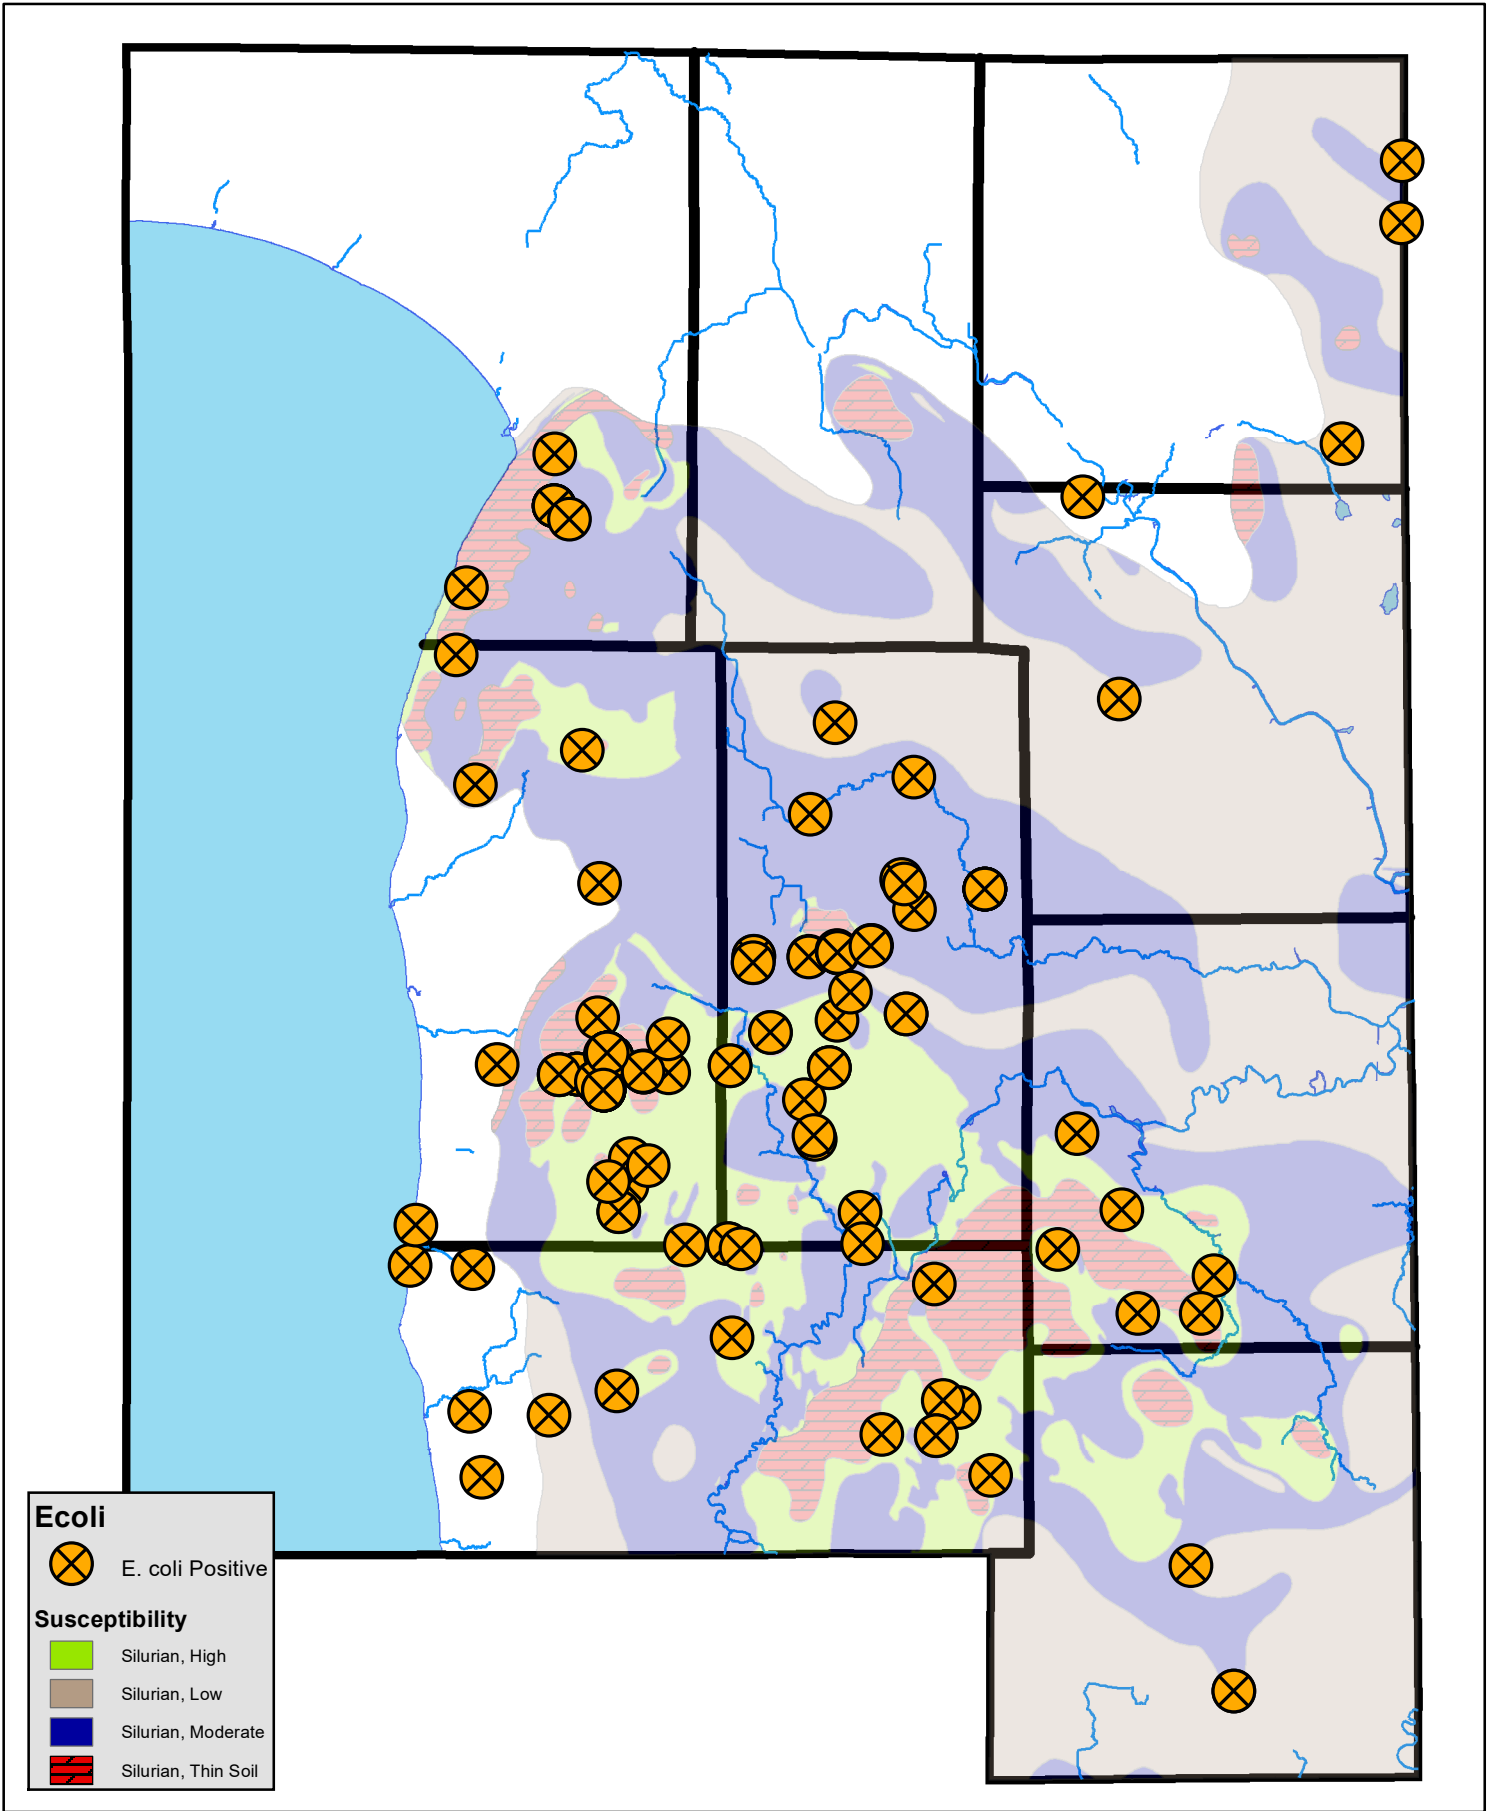 Ecoli
E. coli Positive
Susceptibility
Silurian, High
Silurian, Low
Silurian, Moderate
Silurian, Thin Soil